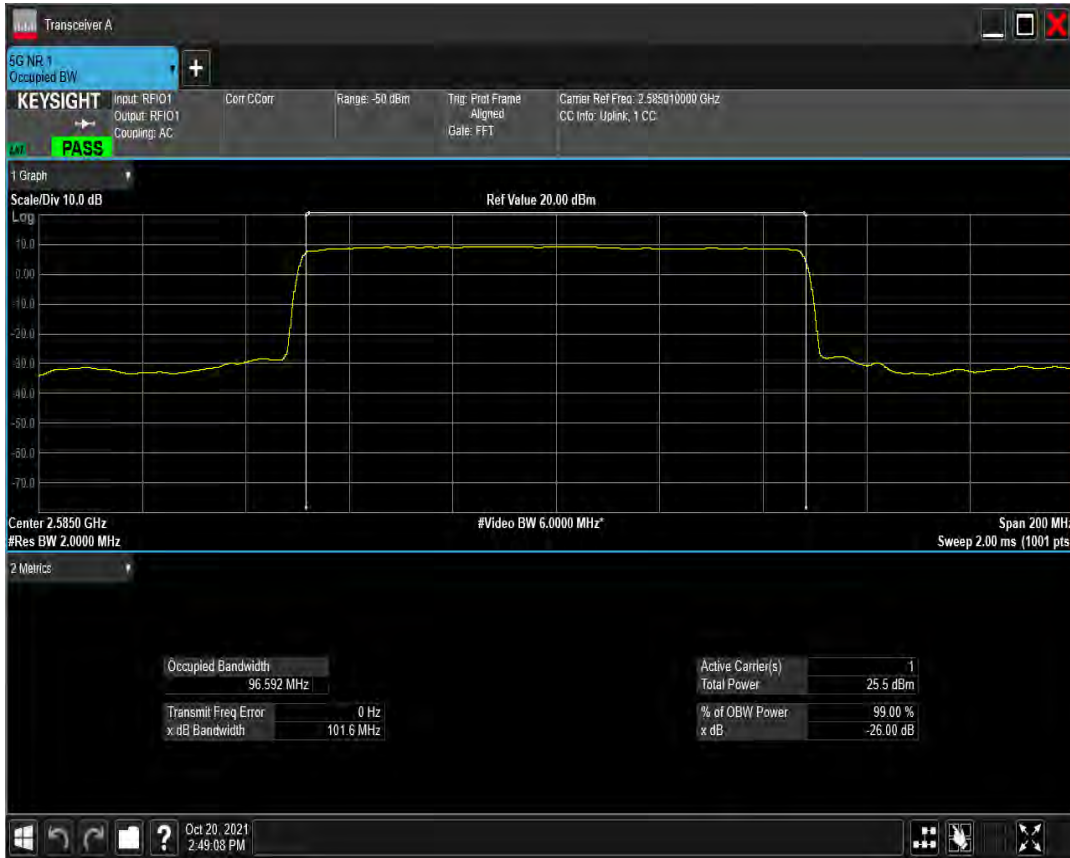 Transceiver A
5G NR 1
Occupied BW
+
KEYSIGHT
Input: RFIO1
Output: RFIO1
Coupling: AC
Corr CCorr
Range: -50 dBm
Trig: Prot Frame
Aligned
Gate: FFT
Carrier Ref Freq: 2.585010000 GHz
CC Info: Uplink, 1 CC
PASS
1 Graph
Scale/Div 10.0 dB
Ref Value 20.00 dBm
Log
10.0
0.00
-10.0
-20.0
-30.0
-40.0
-50.0
-60.0
-70.0
Center 2.5850 GHz
#Video BW 6.0000 MHz*
Span 200 MHz
#Res BW 2.0000 MHz
Sweep 2.00 ms (1001 pts
2 Metrics
Occupied Bandwidth
96.592 MHz
Transmit Freq Error 0 Hz
x dB Bandwidth 101.6 MHz
Active Carrier(s) 1
Total Power 25.5 dBm
% of OBW Power 99.00 %
x dB -26.00 dB
?
Oct 20, 2021
2:49:08 PM